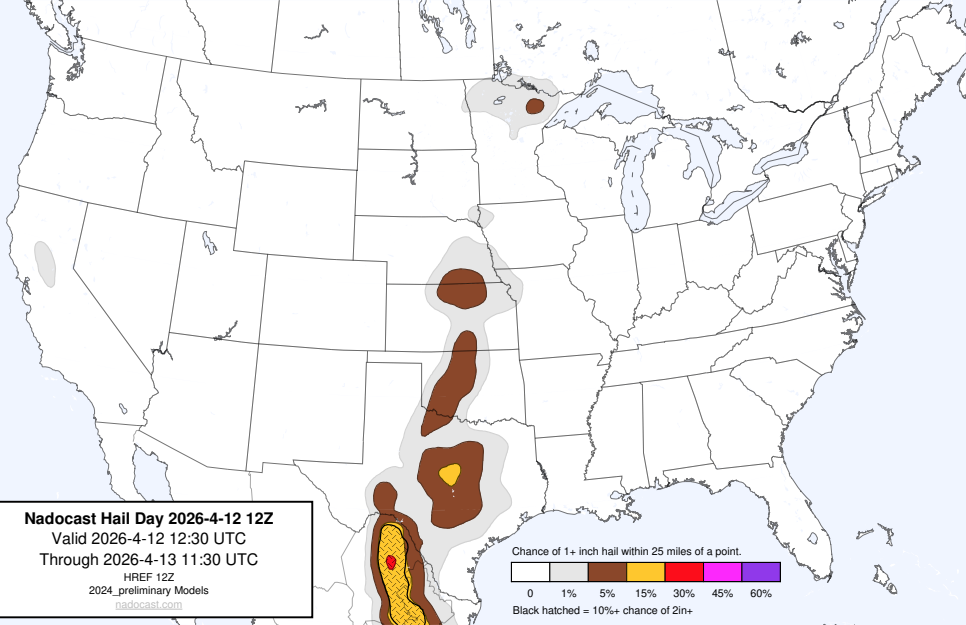 Nadocast Hail Day 2026-4-12 12Z
Valid 2026-4-12 12:30 UTC
Through 2026-4-13 11:30 UTC
HREF 12Z
2024_preliminary Models
nadocast.com
Chance of 1+ inch hail within 25 miles of a point.
0 1% 5% 15% 30% 45% 60%
Black hatched = 10%+ chance of 2in+